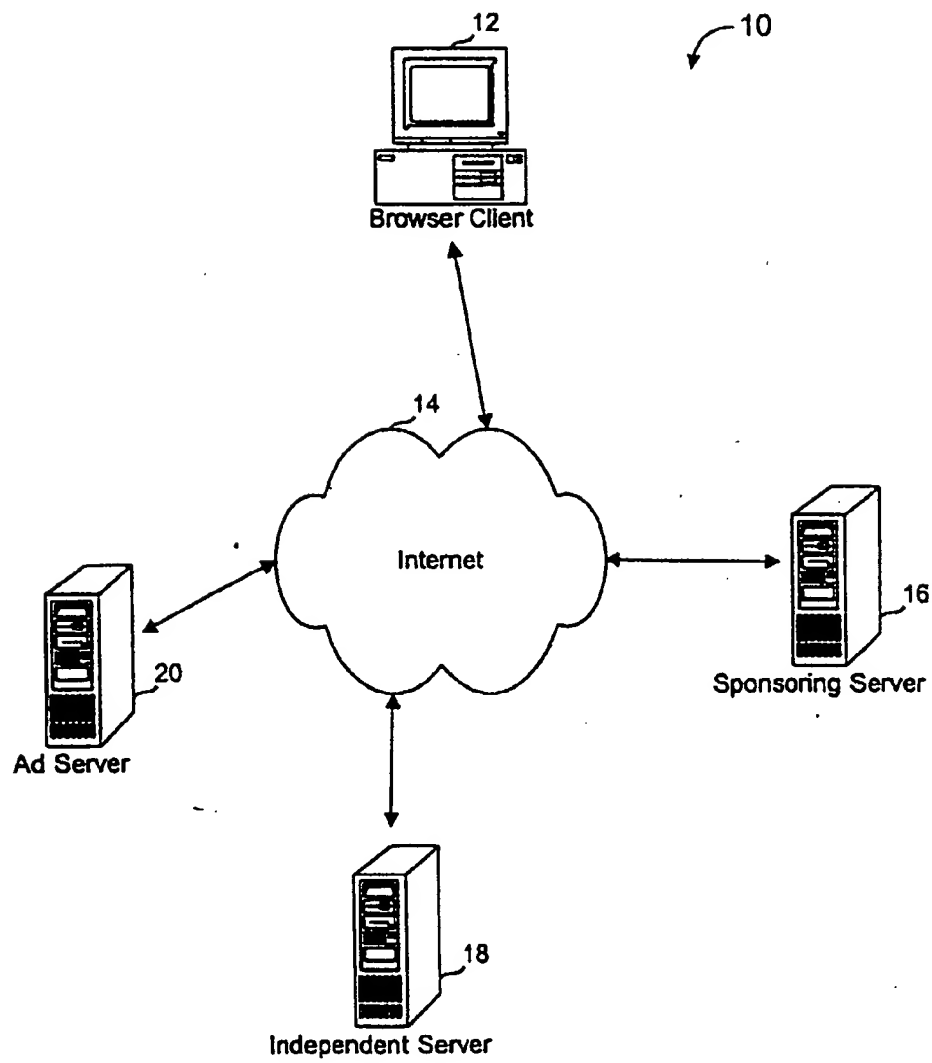 12
10
Browser Client
14
Internet
16
Sponsoring Server
20
Ad Server
18
Independent Server